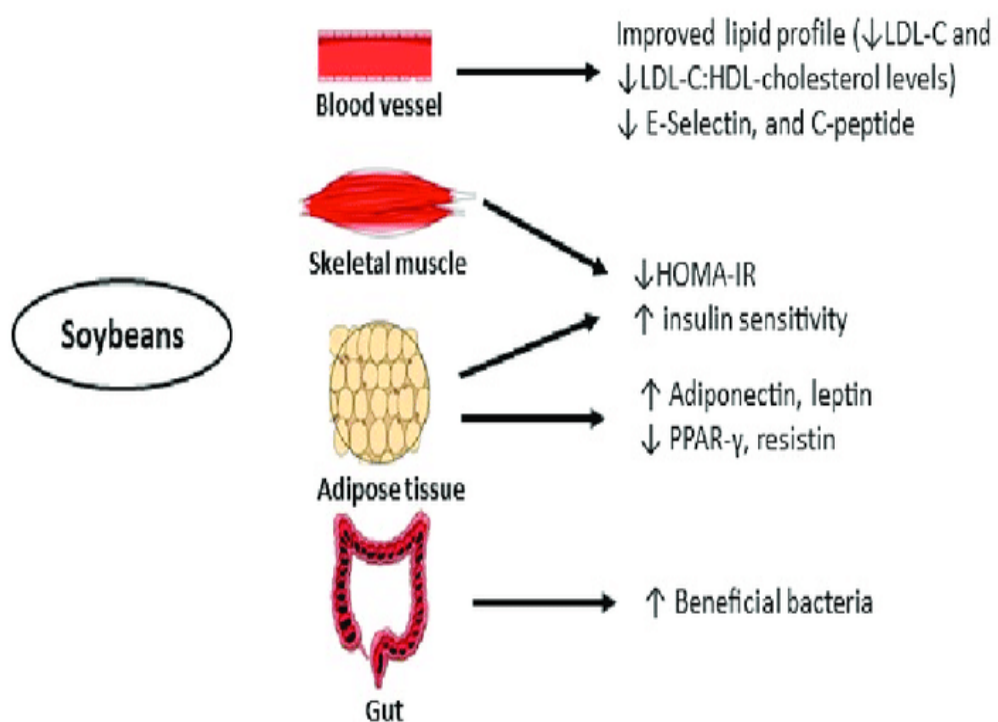 Improved lipid profile (↓LDL-C and
↓LDL-C:HDL-cholesterol levels)
↓ E-Selectin, and C-peptide
Blood vessel
Skeletal muscle
↓HOMA-IR
↑ insulin sensitivity
Soybeans
↑ Adiponectin, leptin
↓ PPAR-γ, resistin
Adipose tissue
↑ Beneficial bacteria
Gut